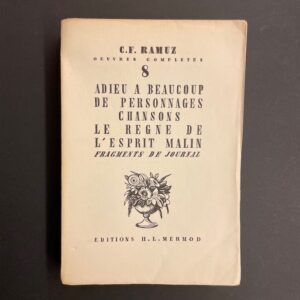 C.F. RAMUZ
OEUVRES COMPLETES
8
ADIEU A BEAUCOUP
DE PERSONNAGES
CHANSONS
LE REGNE DE
L'ESPRIT MALIN
FRAGMENTS DE JOURNAL
EDITIONS H.L. MERMOD